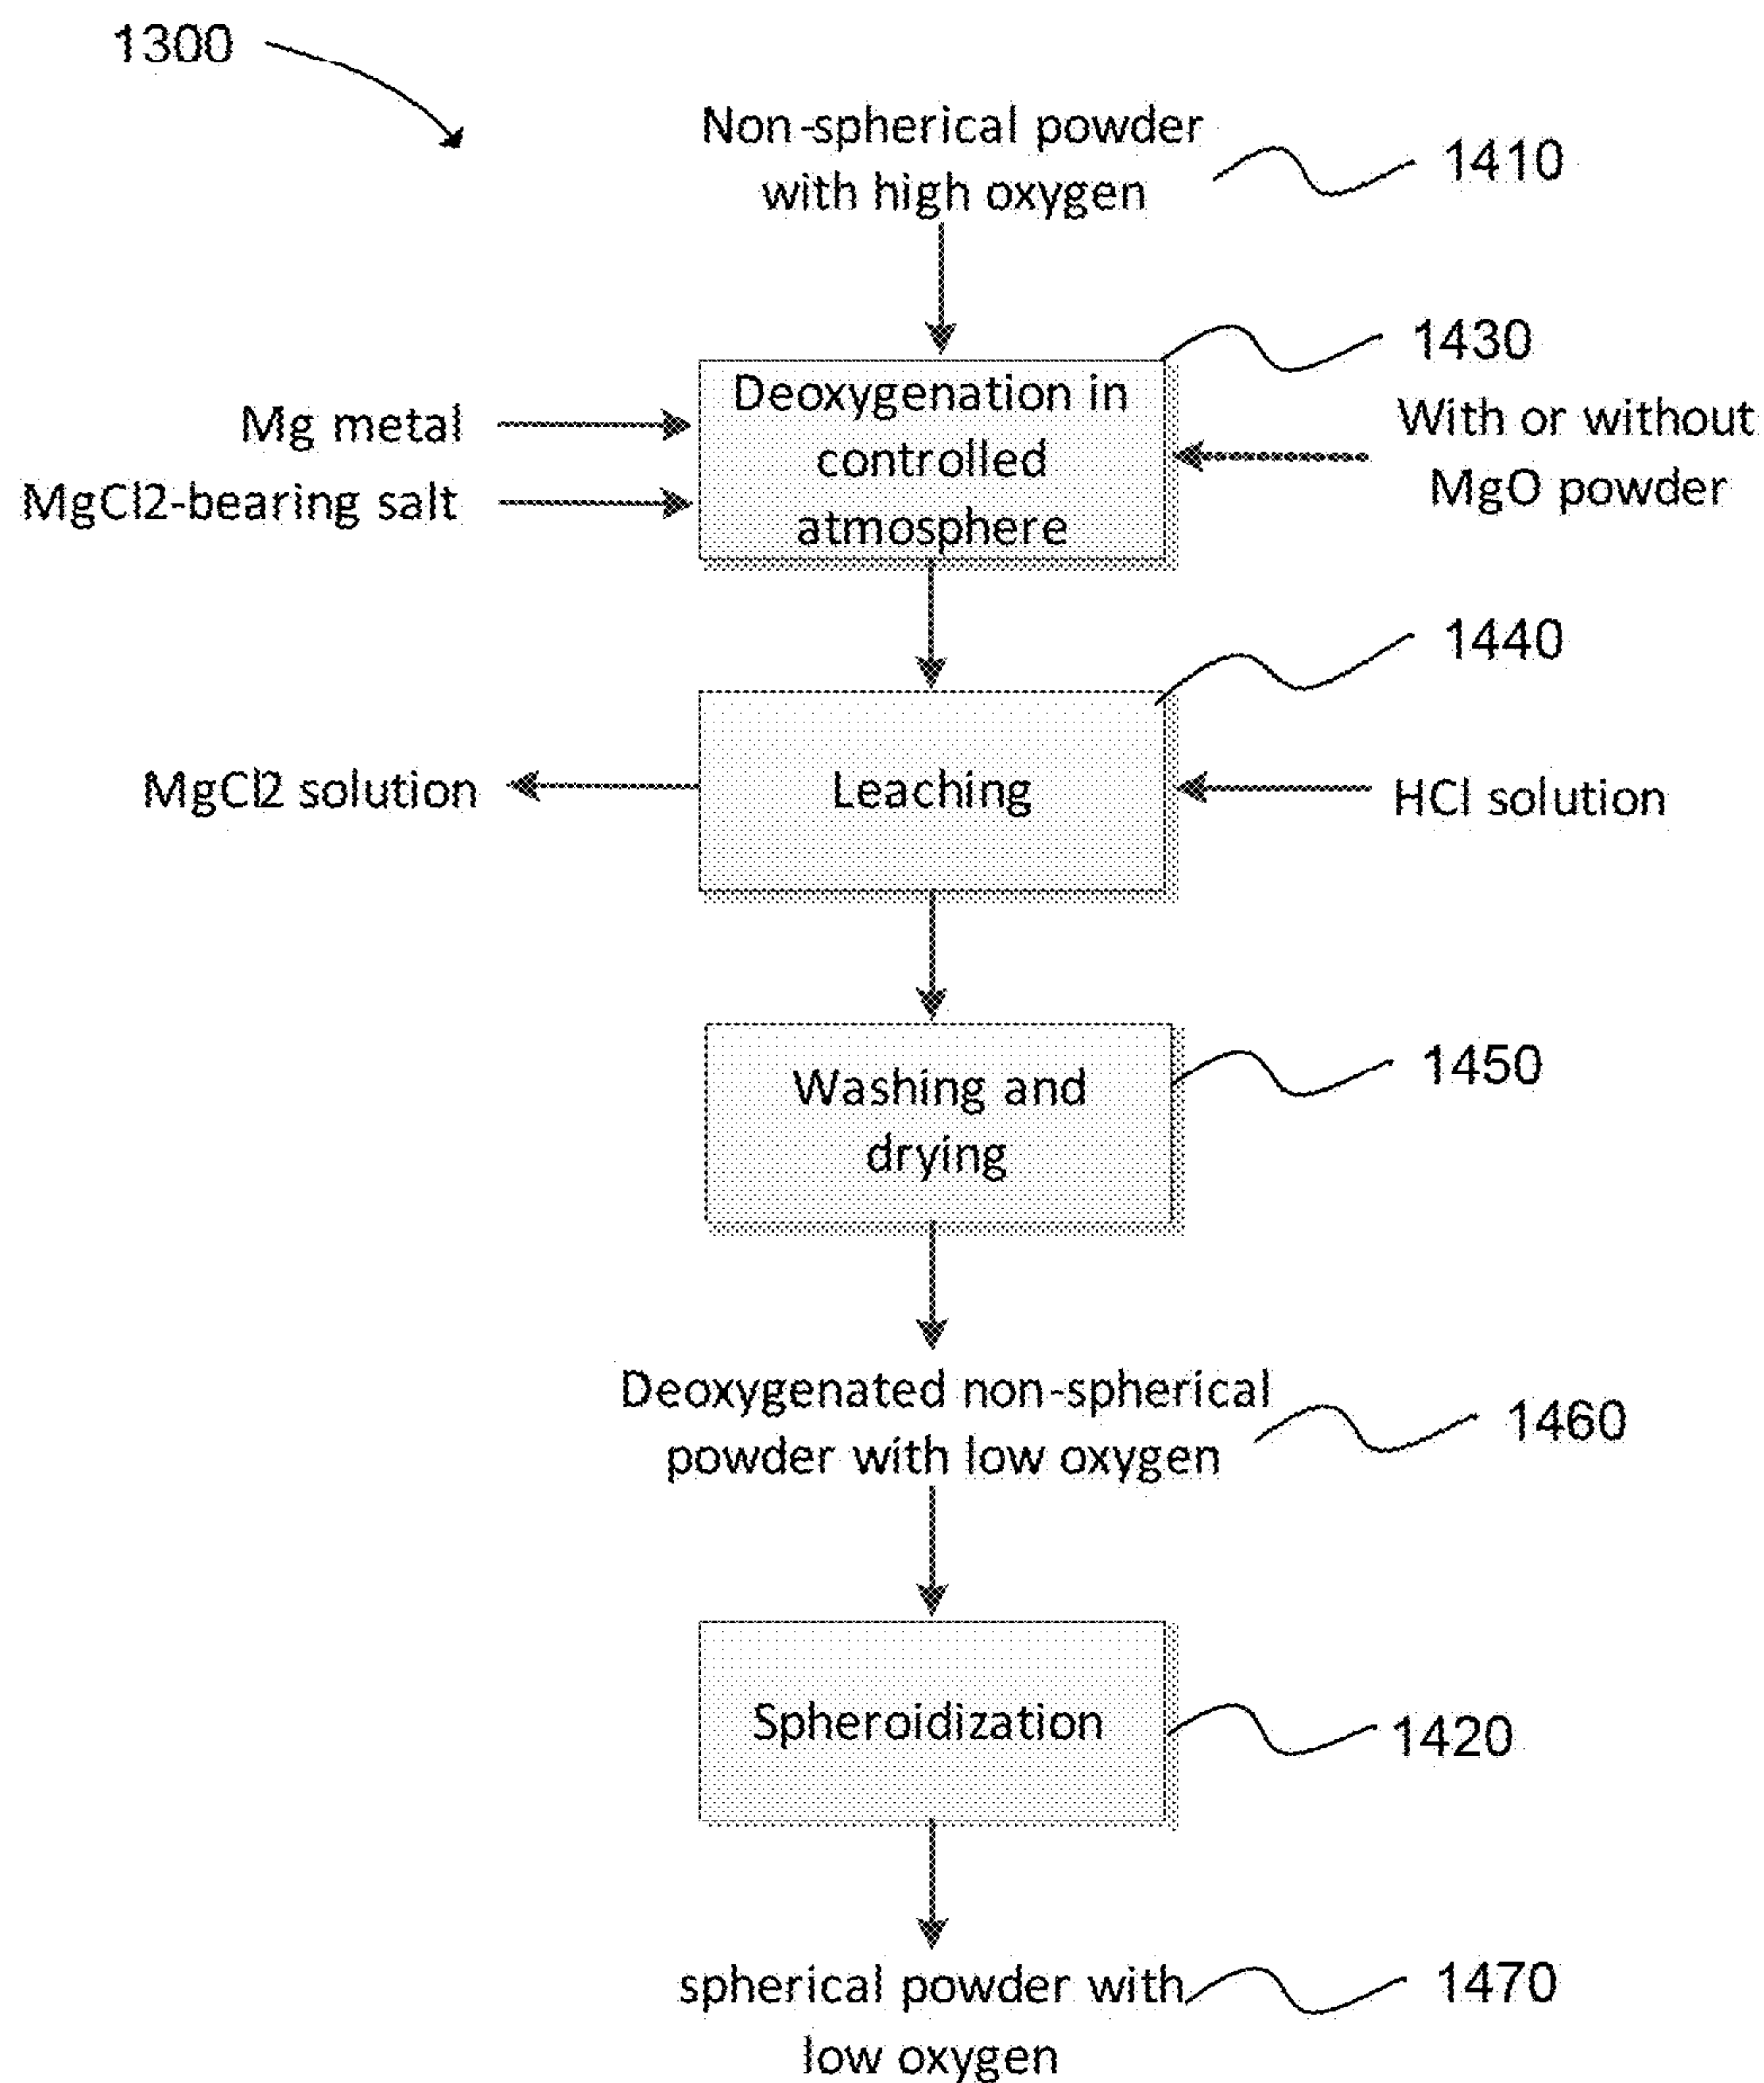 1300
Non-spherical powder
with high oxygen
1410
1430
Deoxygenation in
controlled
atmosphere
Mg metal
MgCl2-bearing salt
With or without
MgO powder
1440
MgCl2 solution
Leaching
HCl solution
Washing and
drying
1450
Deoxygenated non-spherical
powder with low oxygen
1460
Spheroidization
1420
spherical powder with
low oxygen
1470